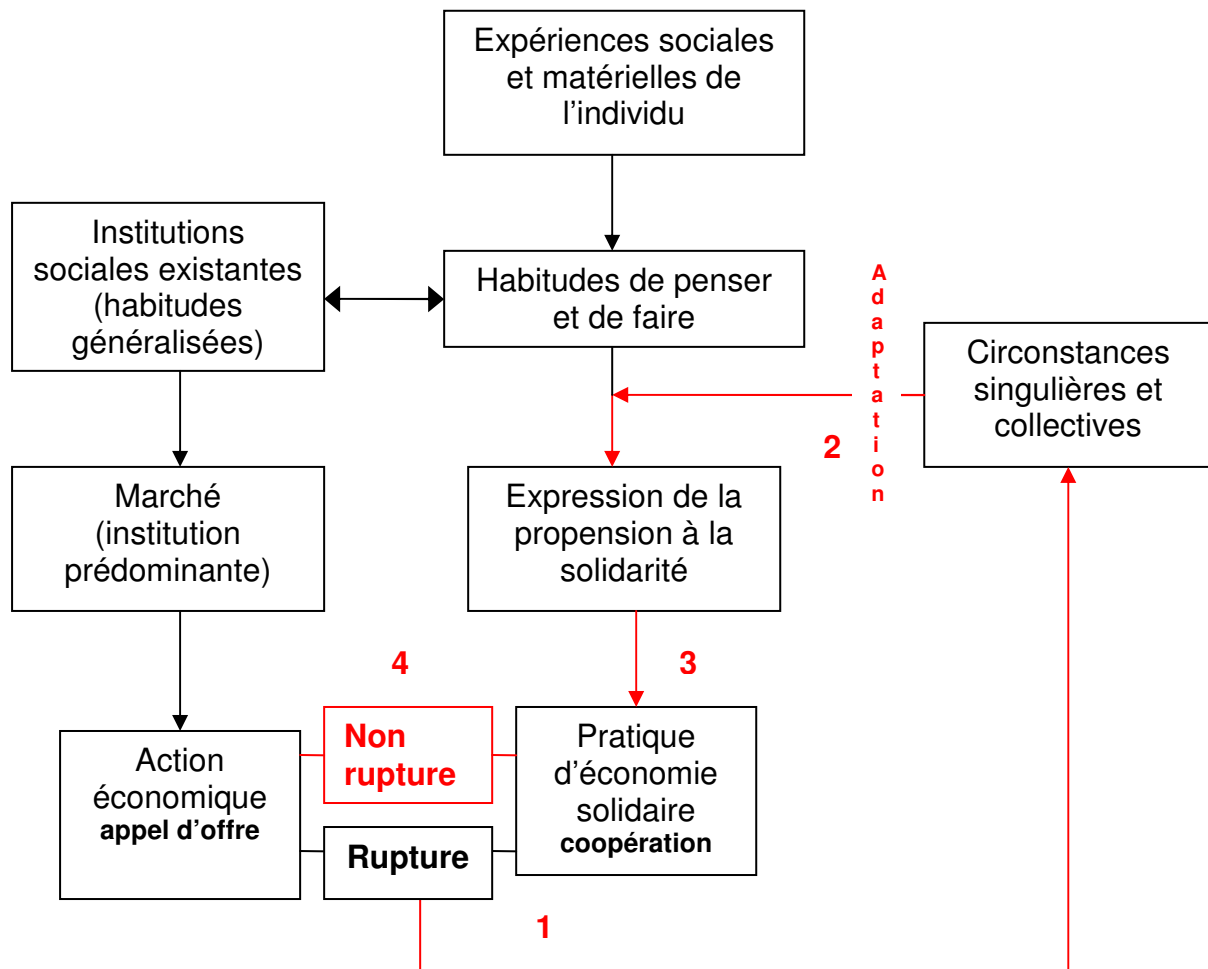 Expériences sociales
et matérielles de
l’individu
Institutions
sociales existantes
(habitudes
généralisées)
Habitudes de penser
et de faire
Adaptation
Circonstances
singulières et
collectives
2
Marché
(institution
prédominante)
Expression de la
propension à la
solidarité
4
3
Action
économique
appel d’offre
Non
rupture
Rupture
Pratique
d’économie
solidaire
coopération
1